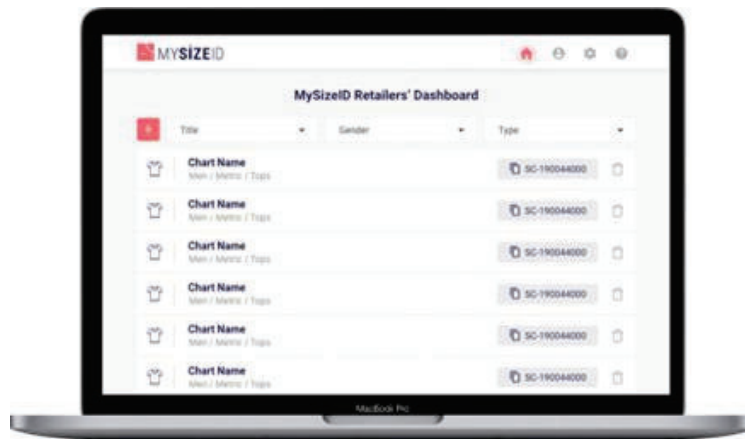 MYSİZEID
MySizeID Retailers' Dashboard
+ Title Gender Type
Chart Name SC-190044000
Men / Metric / Tops
Chart Name SC-190044000
Men / Metric / Tops
Chart Name SC-190044000
Men / Metric / Tops
Chart Name SC-190044000
Men / Metric / Tops
Chart Name SC-190044000
Men / Metric / Tops
Chart Name SC-190044000
Men / Metric / Tops
MacBook Pro